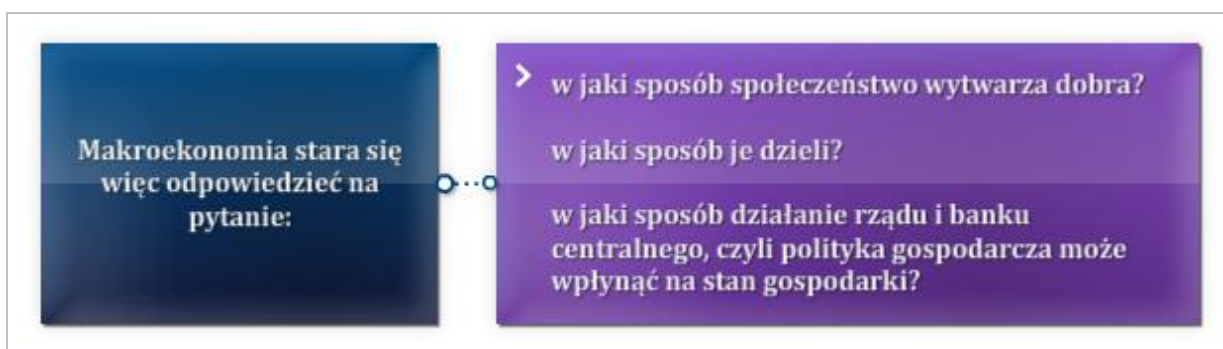 Makroekonomia stara się
więc odpowiedzieć na
pytanie:
w jaki sposób społeczeństwo wytwarza dobra?
w jaki sposób je dzieli?
w jaki sposób działanie rządu i banku
centralnego, czyli polityka gospodarcza może
wpłynąć na stan gospodarki?